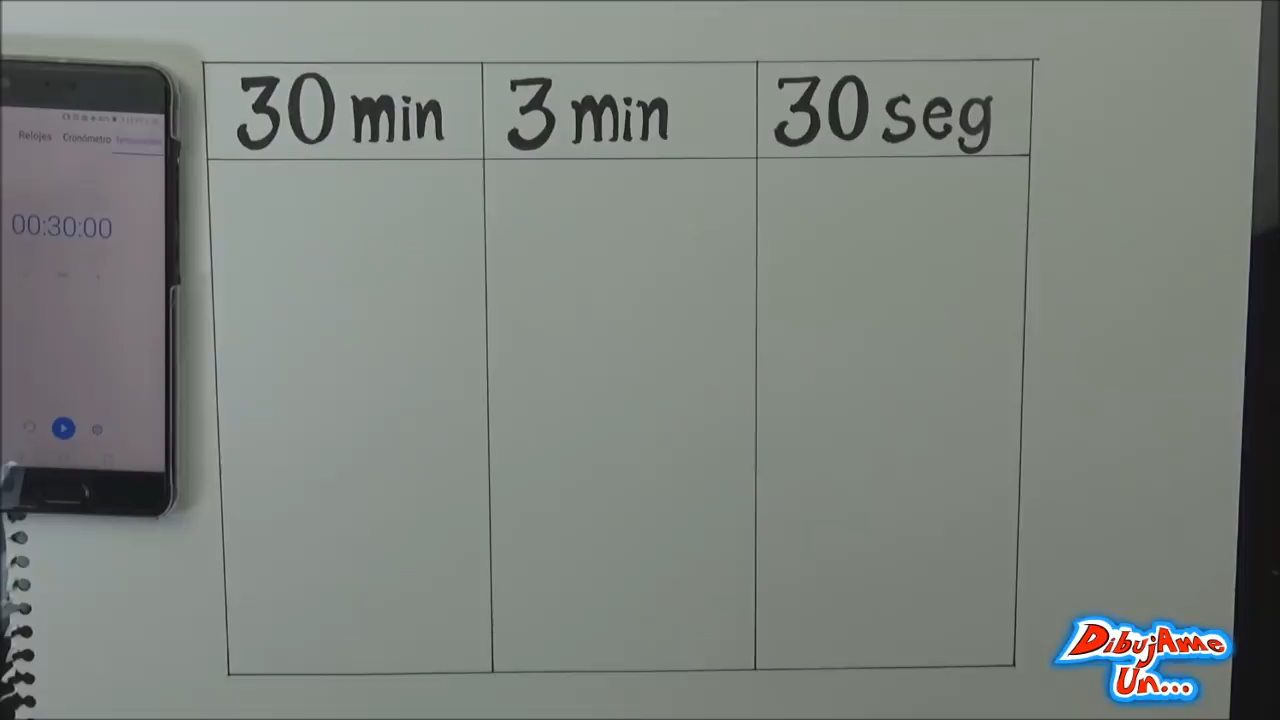 30 min 3 min 30 seg
Relojes Cronómetro
00:30:00
DibujAme
Un...